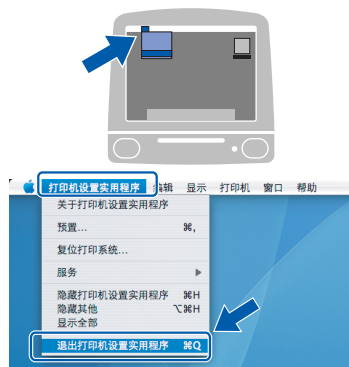 打印机设置实用程序 编辑 显示 打印机 窗口 帮助
关于打印机设置实用程序
预置... ⌘,
复位打印系统...
服务 ▶
隐藏打印机设置实用程序 ⌘H
隐藏其他 ⌥⌘H
显示全部
退出打印机设置实用程序 ⌘Q